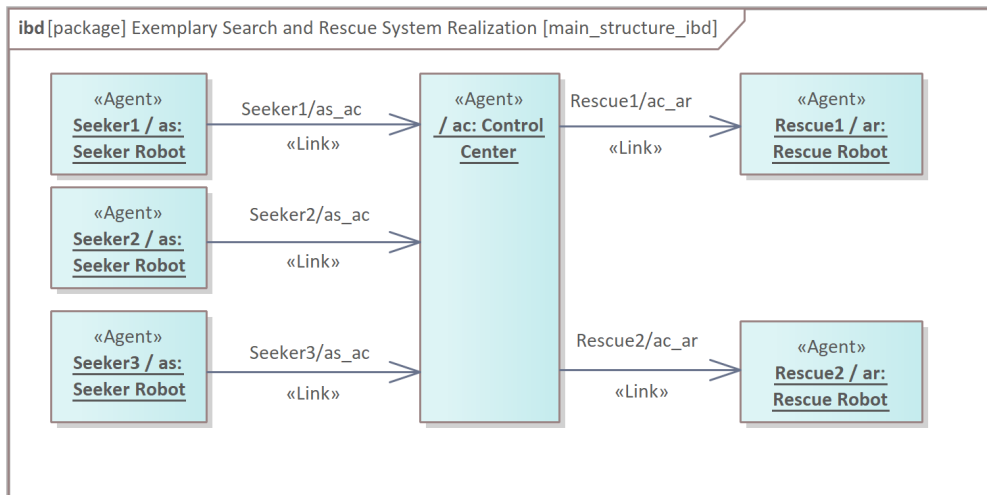 ibd [package] Exemplary Search and Rescue System Realization [main_structure_ibd]
«Agent»
Seeker1 / as:
Seeker Robot
Seeker1/as_ac
«Link»
«Agent»
/ ac: Control
Center
Rescue1/ac_ar
«Link»
«Agent»
Rescue1 / ar:
Rescue Robot
«Agent»
Seeker2 / as:
Seeker Robot
Seeker2/as_ac
«Link»
«Agent»
Seeker3 / as:
Seeker Robot
Seeker3/as_ac
«Link»
Rescue2/ac_ar
«Link»
«Agent»
Rescue2 / ar:
Rescue Robot